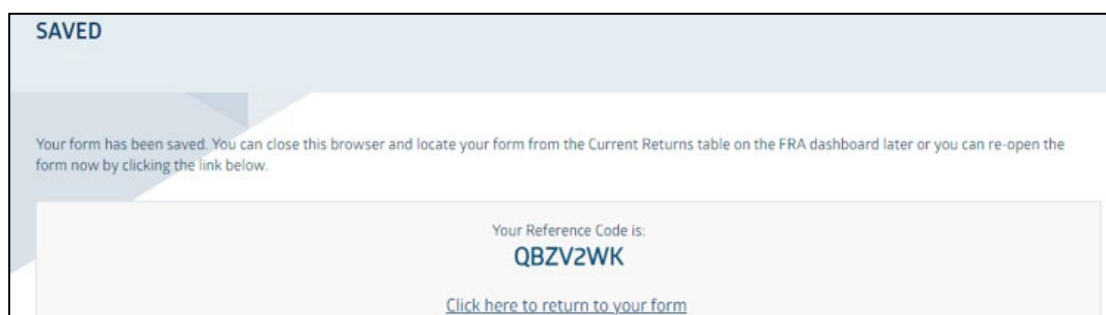 SAVED
Your form has been saved. You can close this browser and locate your form from the Current Returns table on the FRA dashboard later or you can re-open the
form now by clicking the link below.
Your Reference Code is:
QBZV2WK
Click here to return to your form